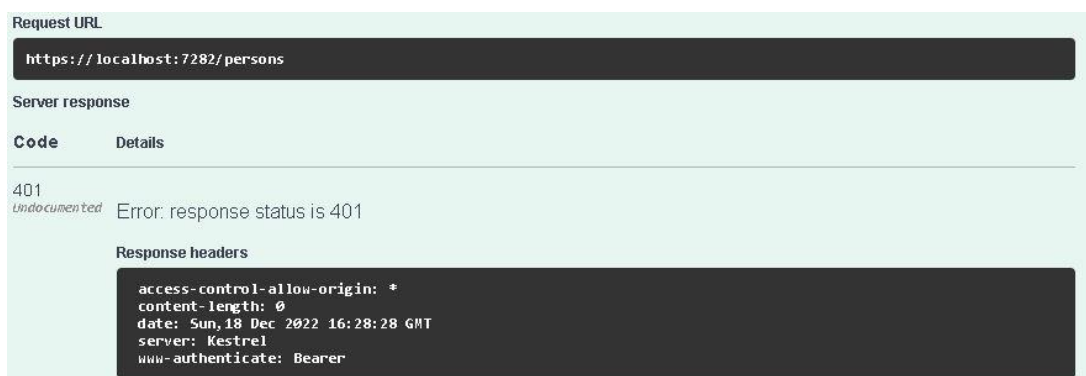 Request URL
https://localhost:7282/persons
Server response
Code Details
401
Undocumented
Error: response status is 401
Response headers
access-control-allow-origin: *
content-length: 0
date: Sun,18 Dec 2022 16:28:28 GMT
server: Kestrel
www-authenticate: Bearer